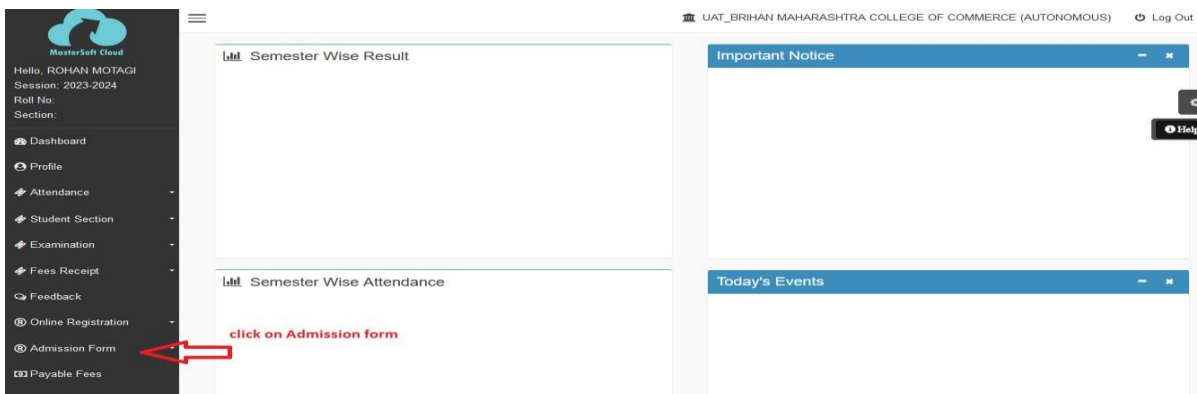 UAT_BRIHAN MAHARASHTRA COLLEGE OF COMMERCE (AUTONOMOUS)
Log Out
MasterSoft Cloud
Hello, ROHAN MOTAGI
Session: 2023-2024
Roll No:
Section:
Dashboard
Profile
Attendance
Student Section
Examination
Fees Receipt
Feedback
® Online Registration
® Admission Form
Payable Fees
Semester Wise Result
Important Notice
Help
Semester Wise Attendance
Today's Events
click on Admission form